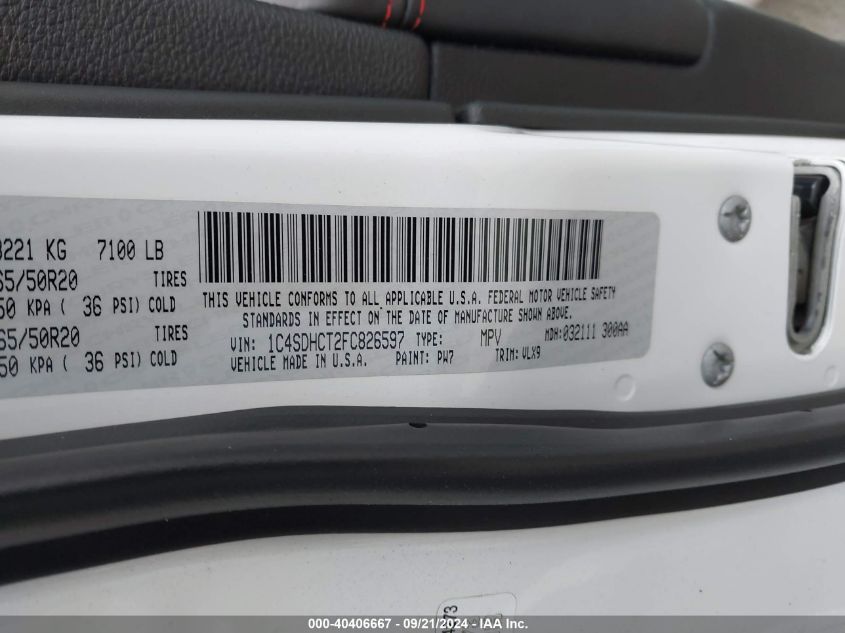 3221 KG 7100 LB
65/50R20 TIRES
50 KPA ( 36 PSI) COLD
65/50R20 TIRES
50 KPA ( 36 PSI) COLD
THIS VEHICLE CONFORMS TO ALL APPLICABLE U.S.A. FEDERAL MOTOR VEHICLE SAFETY
STANDARDS IN EFFECT ON THE DATE OF MANUFACTURE SHOWN ABOVE.
VIN: 1C4SDHCT2FC826597 TYPE: MPV MDH:032111 300AA
VEHICLE MADE IN U.S.A. PAINT: PW7 TRIM: VLX9
000-40406667 - 09/21/2024 - IAA Inc.